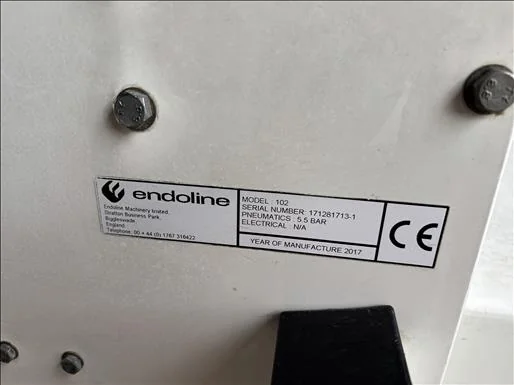 endoline
Endoline Machinery limited.
Stratton Business Park.
Biggleswade
England
Telephone: 00 + 44 (0) 1767 316422
MODEL : 102
SERIAL NUMBER: 171281713-1
PNEUMATICS : 5.5 BAR
ELECTRICAL : N/A
YEAR OF MANUFACTURE 2017
CE